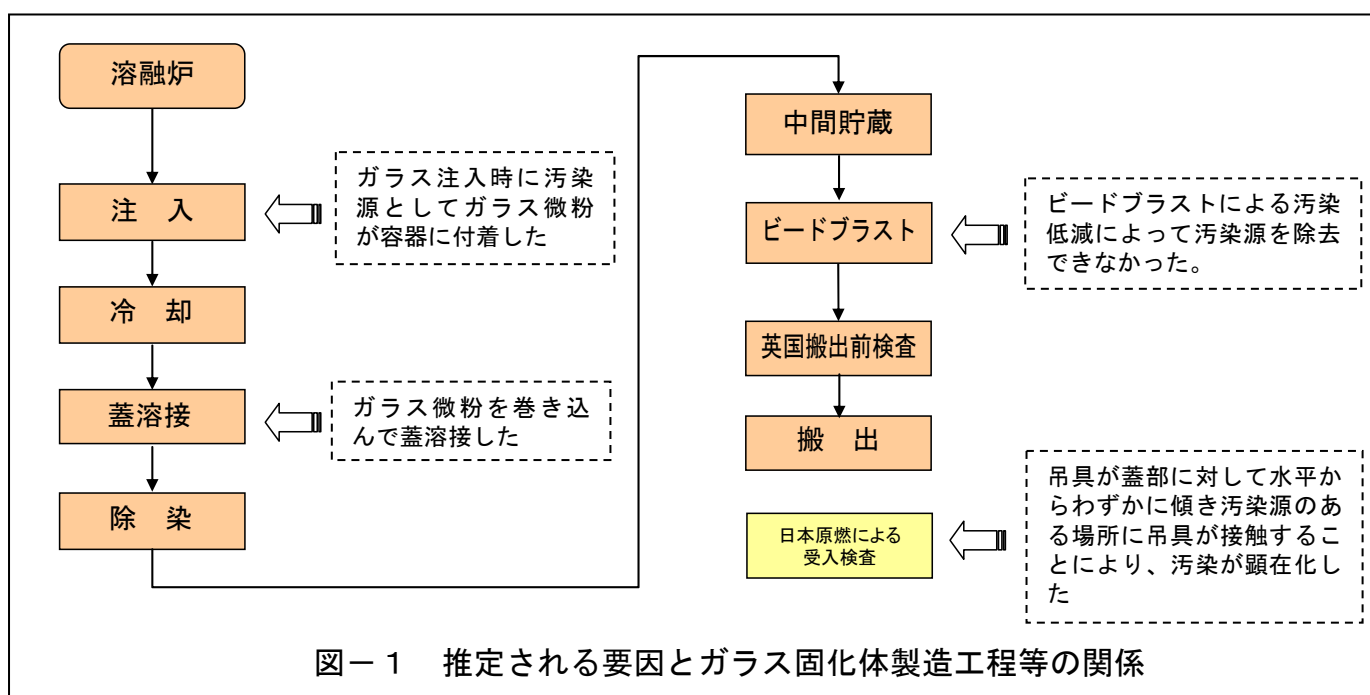 溶融炉
注　入
ガラス注入時に汚染
源としてガラス微粉
が容器に付着した
冷　却
蓋溶接
ガラス微粉を巻き込
んで蓋溶接した
除　染
中間貯蔵
ビードブラスト
ビードブラストによる汚染
低減によって汚染源を除去
できなかった。
英国搬出前検査
搬　出
日本原燃による
受入検査
吊具が蓋部に対して水平か
らわずかに傾き汚染源のあ
る場所に吊具が接触するこ
とにより、汚染が顕在化し
た
図－１　推定される要因とガラス固化体製造工程等の関係